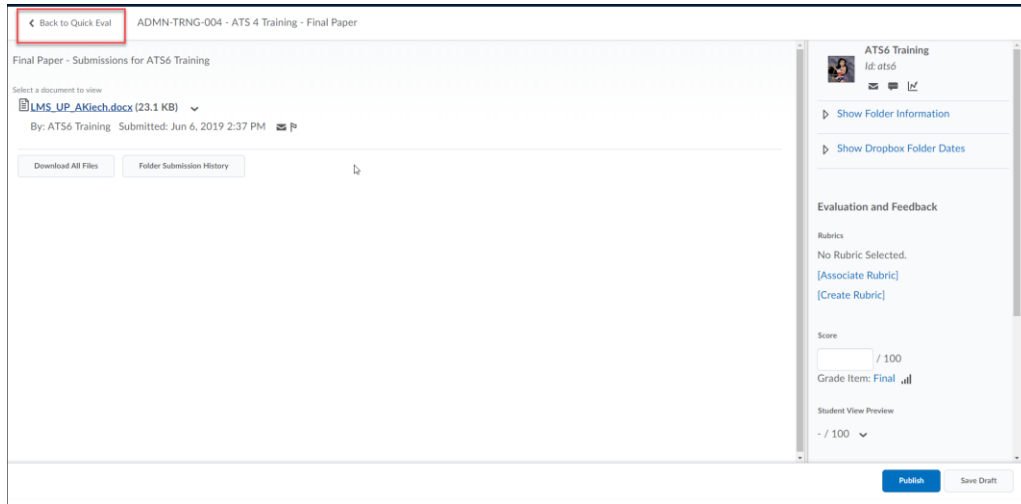 Back to Quick Eval
ADMN-TRNG-004 - ATS 4 Training - Final Paper
Final Paper - Submissions for ATS6 Training
Select a document to view
LMS_UP_AKiech.docx (23.1 KB)
By: ATS6 Training Submitted: Jun 6, 2019 2:37 PM
Download All Files
Folder Submission History
ATS6 Training
Id: ats6
Show Folder Information
Show Dropbox Folder Dates
Evaluation and Feedback
Rubrics
No Rubric Selected.
[Associate Rubric]
[Create Rubric]
Score
/ 100
Grade Item: Final
Student View Preview
- / 100
Publish
Save Draft